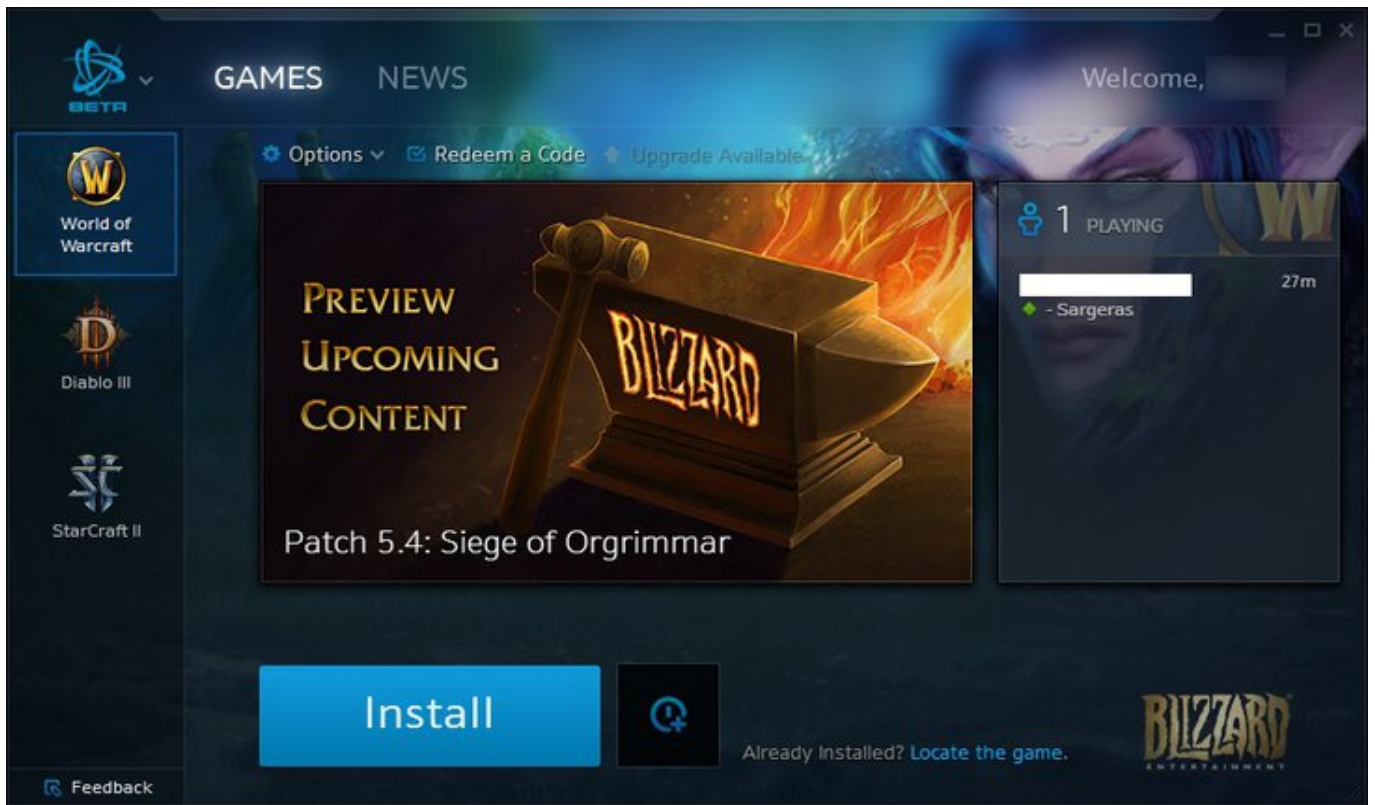 BETA
GAMES
NEWS
Welcome,
World of
Warcraft
Diablo III
StarCraft II
Feedback
Options
Redeem a Code
Upgrade Available
PREVIEW
UPCOMING
CONTENT
BLIZZARD
Patch 5.4: Siege of Orgrimmar
1 PLAYING
27m
- Sargeras
Install
Already Installed? Locate the game.
BLIZZARD
ENTERTAINMENT